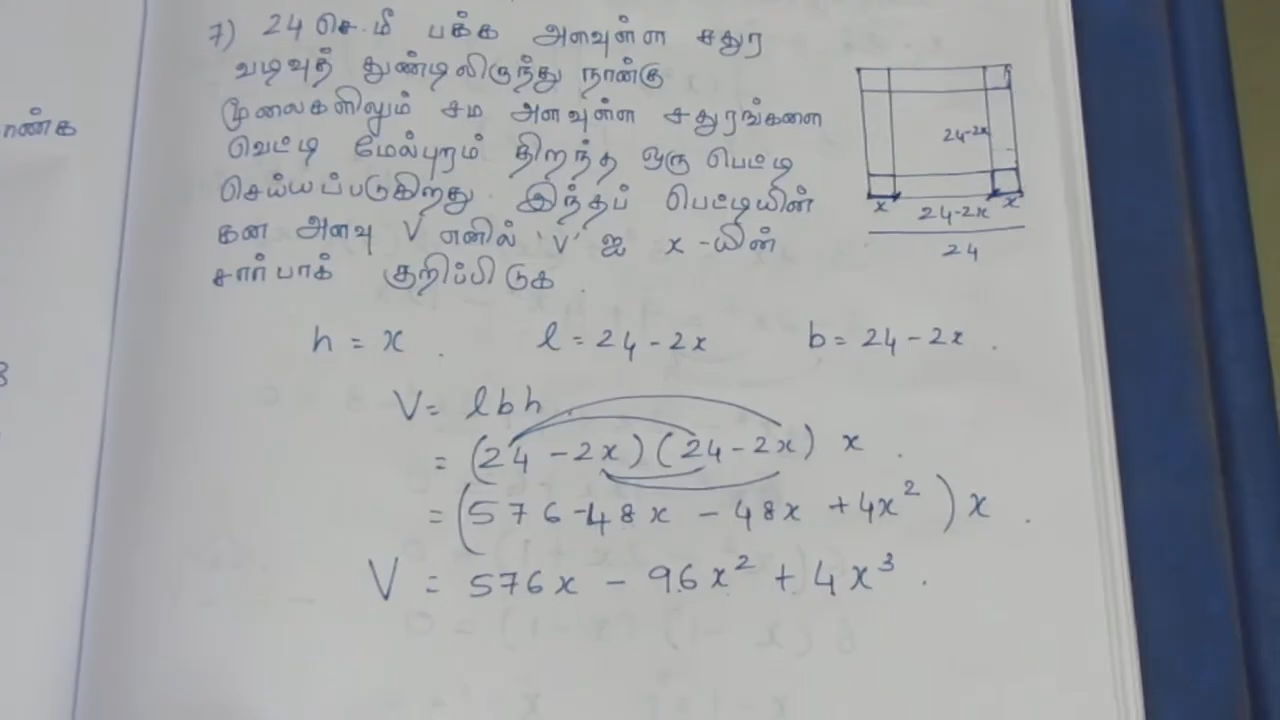 7) 24 செ.மீ பக்க அளவுள்ள சதுர
வடிவத் துண்டிலிருந்து நான்கு
மூலைகளிலும் சம அளவுள்ள சதுரங்களை
வெட்டி மேல்புரம் திறந்த ஒரு பெட்டி
செய்யப்படுகிறது. இந்தப் பெட்டியின்
கன அளவு V எனில் 'V' ஐ x -யின்
சார்பாக் குறிப்பிடுக.
24-2x
x 24-2x x
24
h = x. l = 24 - 2x b = 24 - 2x.
V = lbh.
= (24 - 2x) (24 - 2x) x.
= (576 - 48x - 48x + 4x²) x.
V = 576x - 96x² + 4x³.